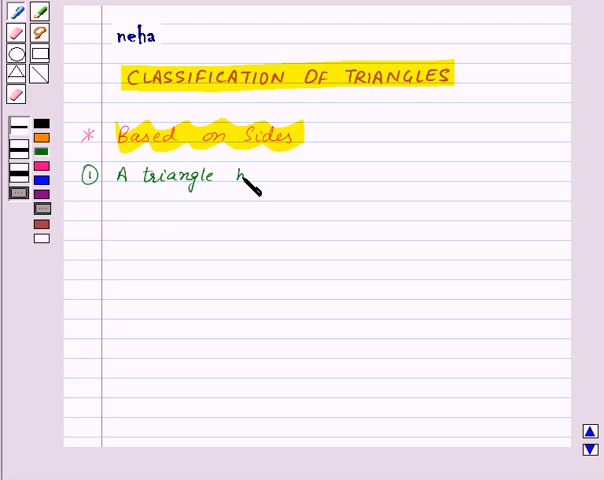 neha
CLASSIFICATION OF TRIANGLES
* Based on Sides
① A triangle h